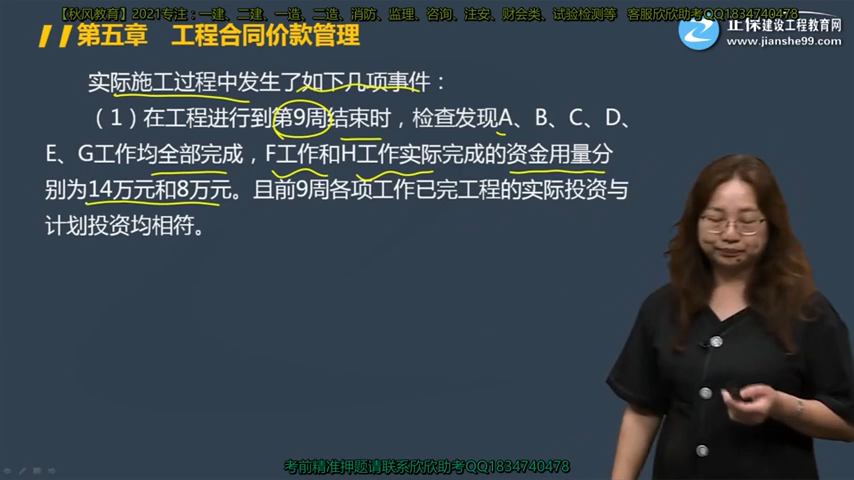 【秋风教育】2021专注：一建、二建、一造、二造、消防、监理、咨询、注安、财会类、试验检测等 客服欣欣助考QQ1834740478
第五章 工程合同价款管理
正保建设工程教育网
www.jianshe99.com
实际施工过程中发生了如下几项事件：
（1）在工程进行到第9周结束时，检查发现A、B、C、D、
E、G工作均全部完成，F工作和H工作实际完成的资金用量分
别为14万元和8万元。且前9周各项工作已完工程的实际投资与
计划投资均相符。
考前精准押题请联系欣欣助考QQ1834740478